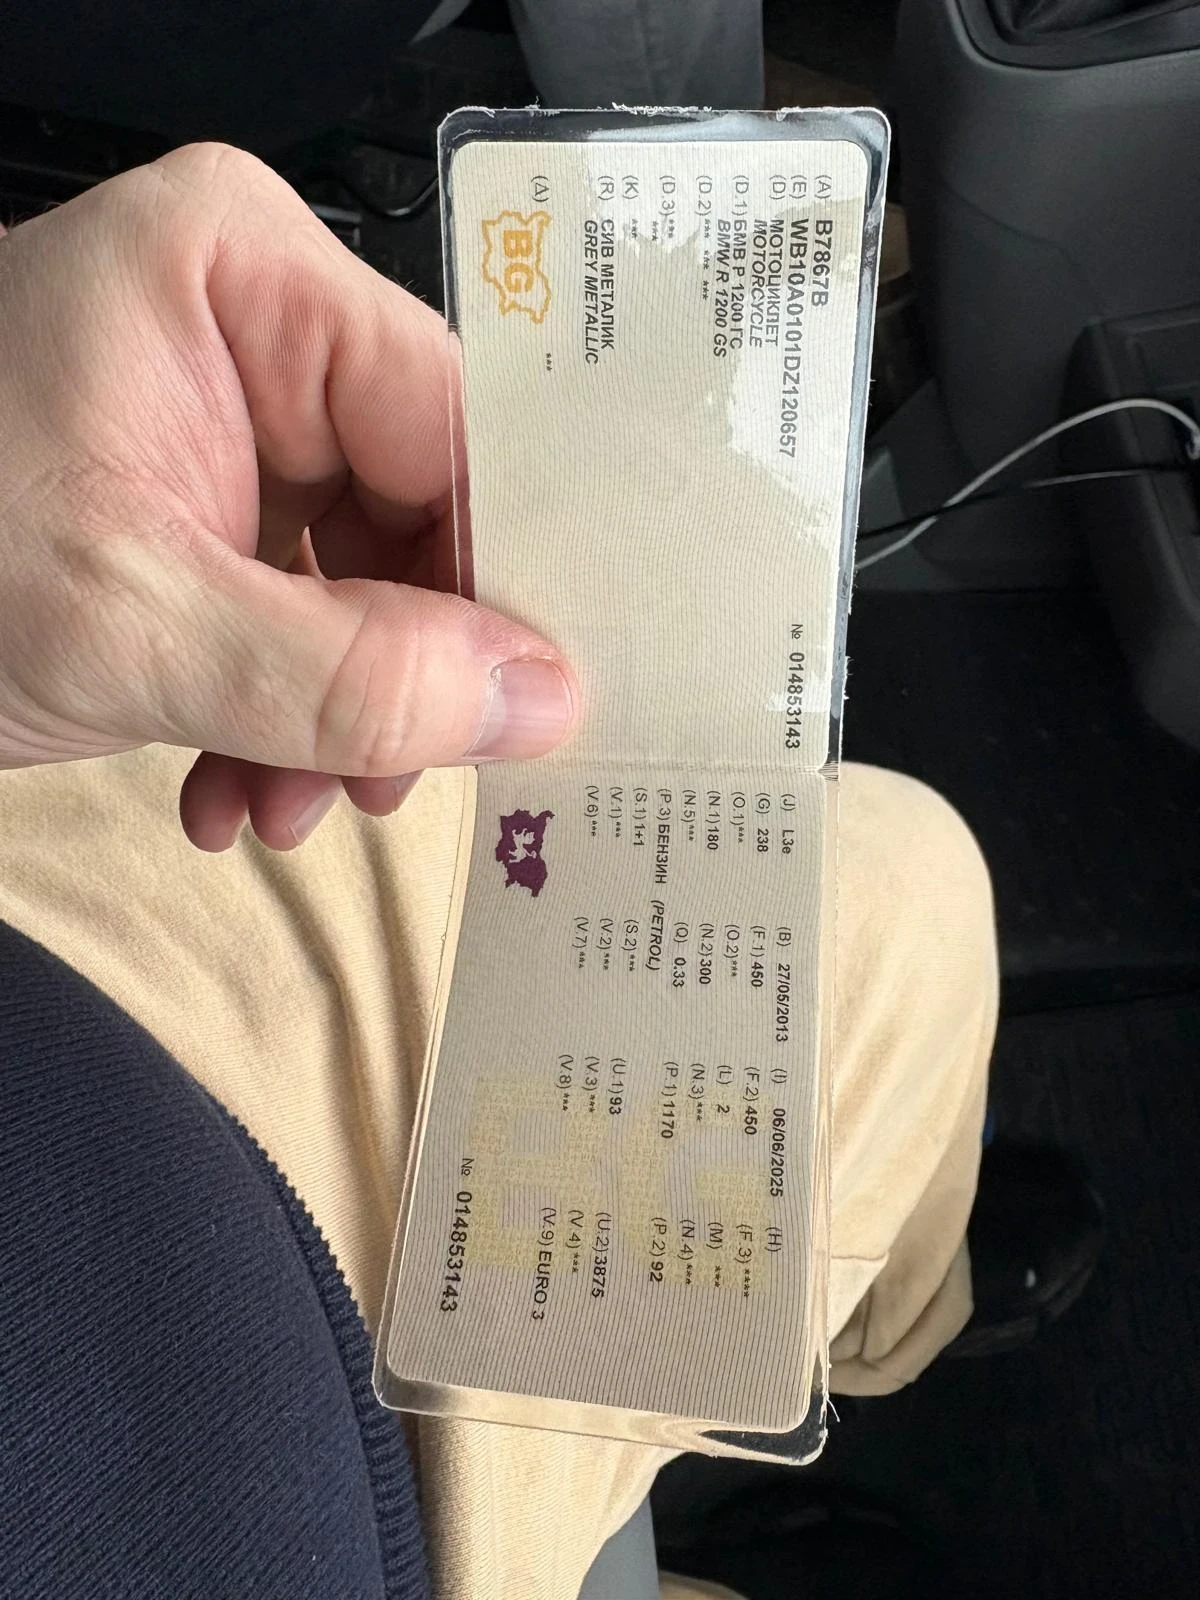 (A) B7867B
(E) WB10A0101DZ120657
(D) МОТОЦИКЛЕТ
MOTORCYCLE
(D.1) БМВ Р 1200 ГС
BMW R 1200 GS
(D.2) *** *** ***
(D.3) *** ***
(K) ***
(R) СИВ МЕТАЛИК
GREY METALLIC
(A) ***
BG
№ 014853143
(J) L3e (B) 27/05/2013 (I) 06/06/2025 (H)
(G) 238 (F.1) 450 (F.2) 450 (F.3) ****
(O.1) *** (O.2) *** (L) 2 (M) ***
(N.1) 180 (N.2) 300 (N.3) *** (N.4) ***
(N.5) *** (Q) 0.33 (P.1) 1170 (P.2) 92
(P.3) БЕНЗИН (PETROL)
(S.1) 1+1 (S.2) *** (U.1) 93 (U.2) 3875
(V.1) *** (V.2) *** (V.3) *** (V.4) ***
(V.6) *** (V.7) *** (V.8) *** (V.9) EURO 3
№ 014853143